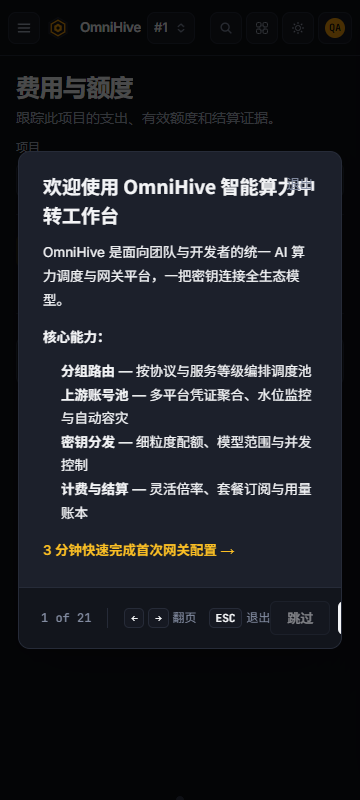 OmniHive #1 QA
费用与额度
跟踪此项目的支出、有效额度和结算证据。
项目
欢迎使用 OmniHive 智能算力中
转工作台
OmniHive 是面向团队与开发者的统一 AI 算
力调度与网关平台，一把密钥连接全生态模
型。
核心能力：
分组路由 — 按协议与服务等级编排调度池
上游账号池 — 多平台凭证聚合、水位监控
与自动容灾
密钥分发 — 细粒度配额、模型范围与并发
控制
计费与结算 — 灵活倍率、套餐订阅与用量
账本
3 分钟快速完成首次网关配置 →
1 of 21 ← → 翻页 ESC 退出 跳过